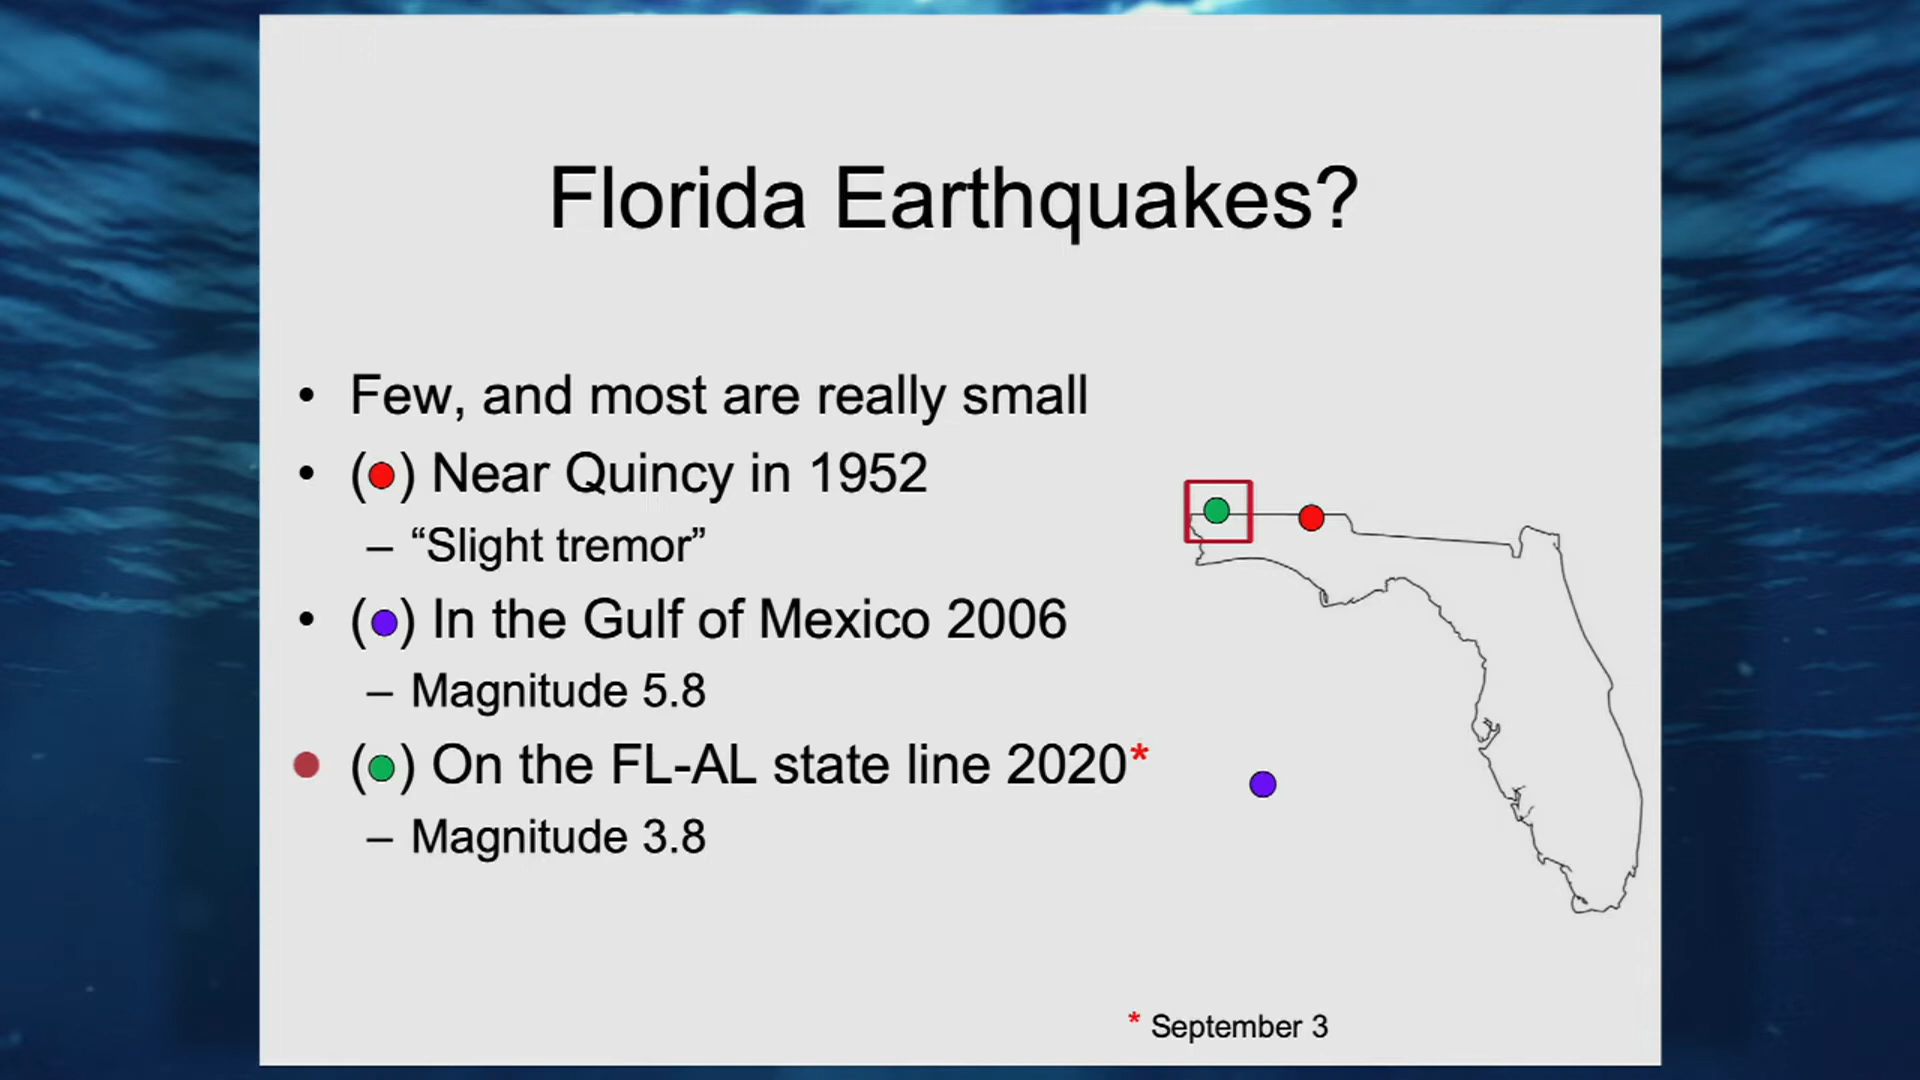 Florida Earthquakes?
• Few, and most are really small
• () Near Quincy in 1952
– “Slight tremor”
• () In the Gulf of Mexico 2006
– Magnitude 5.8
• () On the FL-AL state line 2020*
– Magnitude 3.8
* September 3